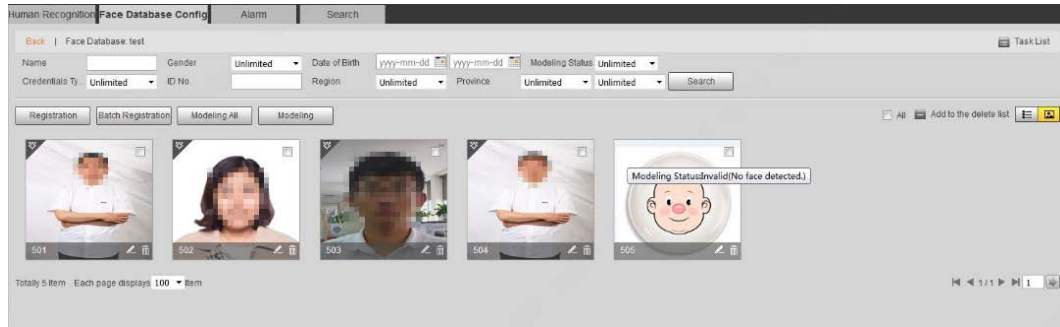 Human Recognition Face Database Config Alarm Search
Back | Face Database: test Task List
Name Gender Unlimited Date of Birth yyyy-mm-dd yyyy-mm-dd Modeling Status Unlimited
Credentials Ty... Unlimited ID No. Region Unlimited Province Unlimited Unlimited Search
Registration Batch Registration Modeling All Modeling All Add to the delete list
Modeling Status:Invalid(No face detected.)
501 502 503 504 505
Totally 5 Item Each page displays 100 Item 1/1 1